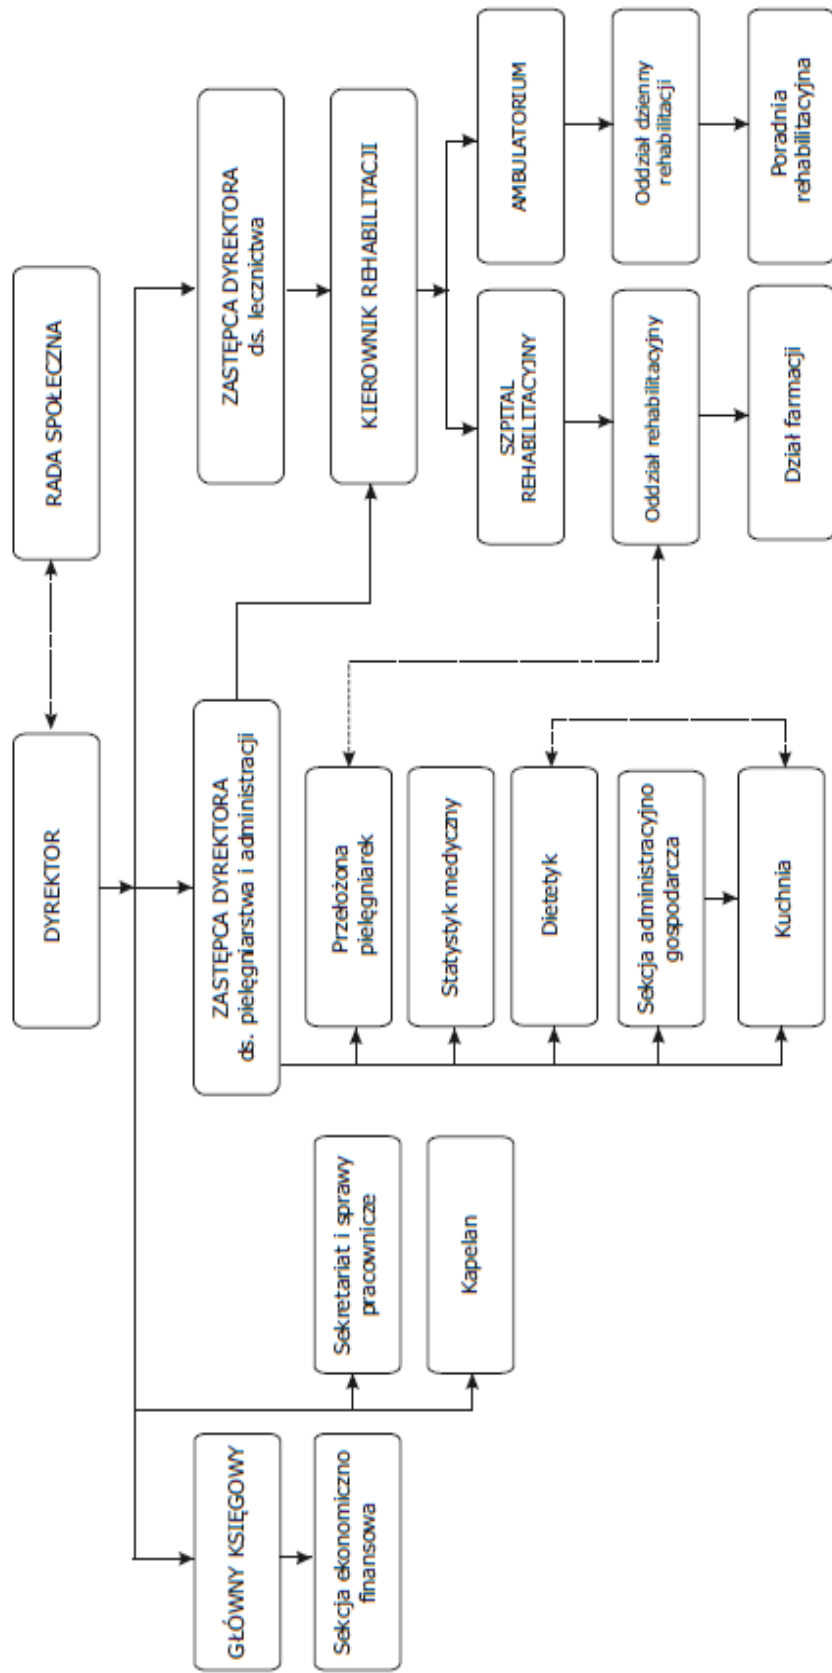 DYREKTOR
RADA SPOŁECZNA
GŁÓWNY KSIĘGOWY
Sekcja ekonomiczno
finansowa
Sekretariat i sprawy
pracownicze
Kapelan
ZASTĘPCA DYREKTORA
ds. pielęgniarstwa i administracji
Przełożona
pielęgniarek
Statystyk medyczny
Dietetyk
Sekcja administracyjno
gospodarcza
Kuchnia
ZASTĘPCA DYREKTORA
ds. lecznictwa
KIEROWNIK REHABILITACJI
SZPITAL
REHABILITACYJNY
Oddział rehabilitacyjny
Dział farmacji
AMBULATORIUM
Oddział dzienny
rehabilitacji
Poradnia
rehabilitacyjna